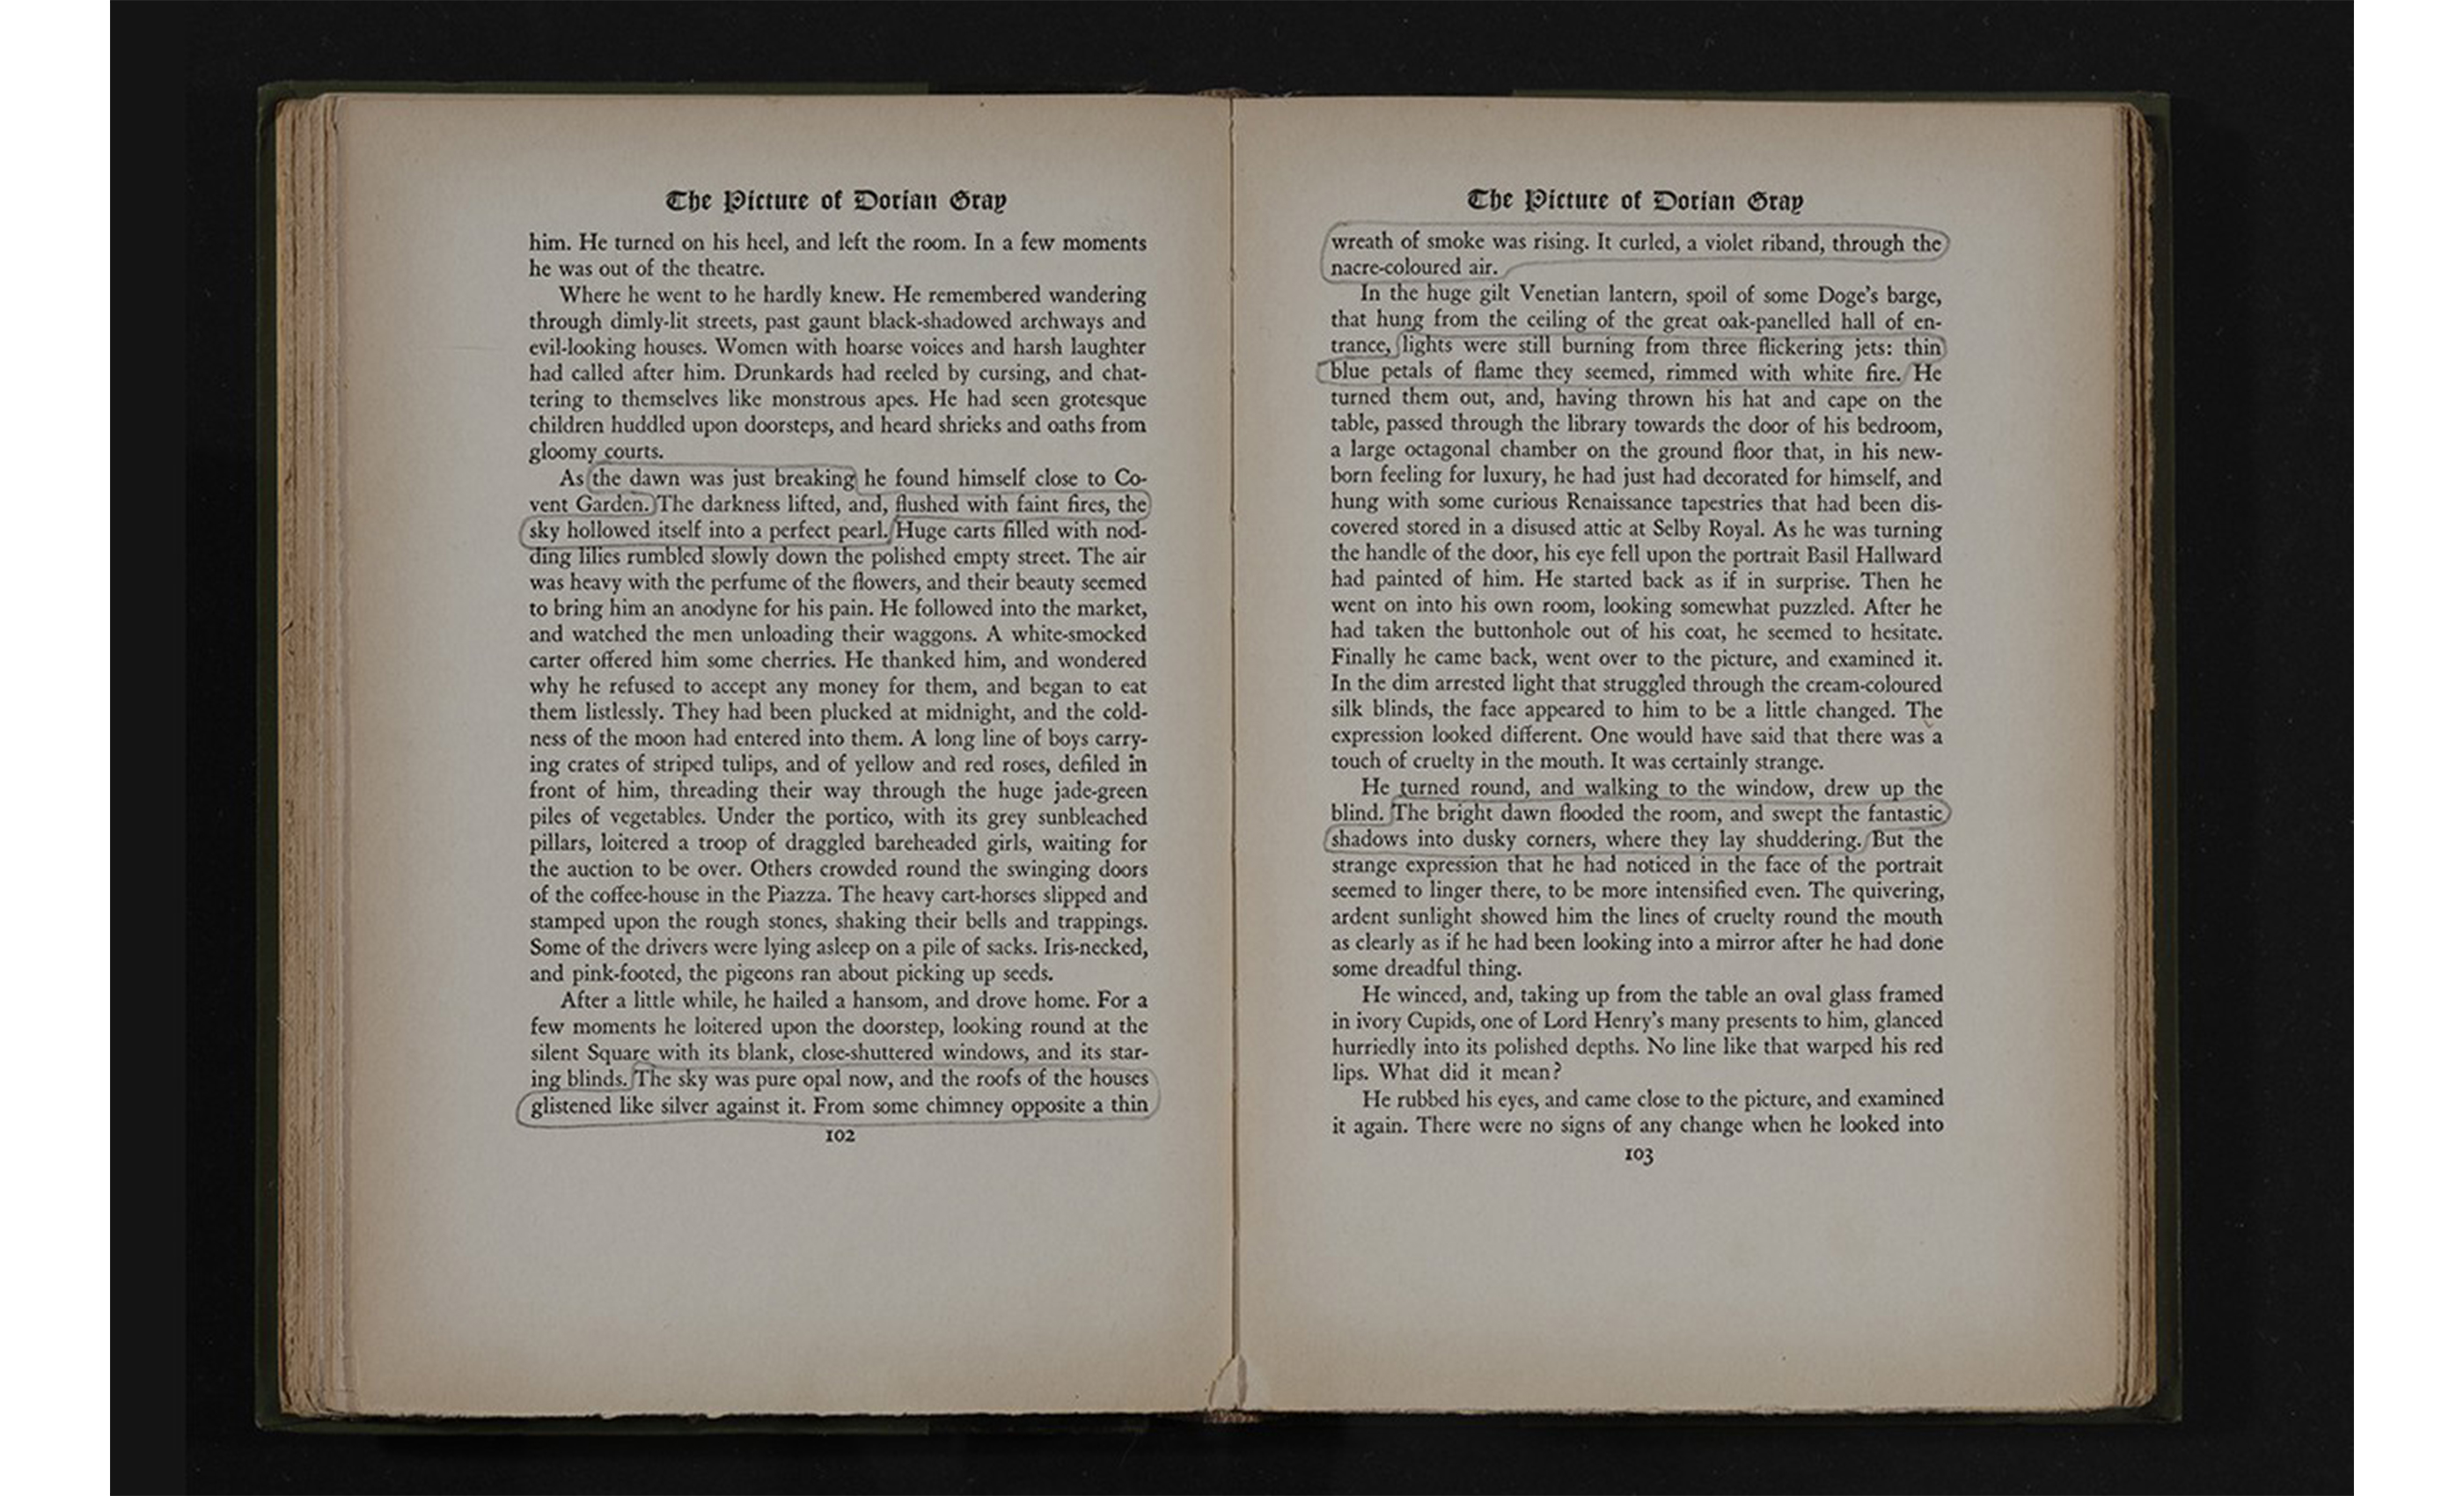 The Picture of Dorian Gray
him. He turned on his heel, and left the room. In a few moments
he was out of the theatre.
Where he went to he hardly knew. He remembered wandering
through dimly-lit streets, past gaunt black-shadowed archways and
evil-looking houses. Women with hoarse voices and harsh laughter
had called after him. Drunkards had reeled by cursing, and chat-
tering to themselves like monstrous apes. He had seen grotesque
children huddled upon doorsteps, and heard shrieks and oaths from
gloomy courts.
As the dawn was just breaking he found himself close to Co-
vent Garden. The darkness lifted, and, flushed with faint fires, the
sky hollowed itself into a perfect pearl. Huge carts filled with nod-
ding lilies rumbled slowly down the polished empty street. The air
was heavy with the perfume of the flowers, and their beauty seemed
to bring him an anodyne for his pain. He followed into the market,
and watched the men unloading their waggons. A white-smocked
carter offered him some cherries. He thanked him, and wondered
why he refused to accept any money for them, and began to eat
them listlessly. They had been plucked at midnight, and the cold-
ness of the moon had entered into them. A long line of boys carry-
ing crates of striped tulips, and of yellow and red roses, defiled in
front of him, threading their way through the huge jade-green
piles of vegetables. Under the portico, with its grey sunbleached
pillars, loitered a troop of draggled bareheaded girls, waiting for
the auction to be over. Others crowded round the swinging doors
of the coffee-house in the Piazza. The heavy cart-horses slipped and
stamped upon the rough stones, shaking their bells and trappings.
Some of the drivers were lying asleep on a pile of sacks. Iris-necked,
and pink-footed, the pigeons ran about picking up seeds.
After a little while, he hailed a hansom, and drove home. For a
few moments he loitered upon the doorstep, looking round at the
silent Square with its blank, close-shuttered windows, and its star-
ing blinds. The sky was pure opal now, and the roofs of the houses
glistened like silver against it. From some chimney opposite a thin
102
The Picture of Dorian Gray
wreath of smoke was rising. It curled, a violet riband, through the
nacre-coloured air.
In the huge gilt Venetian lantern, spoil of some Doge's barge,
that hung from the ceiling of the great oak-panelled hall of en-
trance, lights were still burning from three flickering jets: thin
blue petals of flame they seemed, rimmed with white fire. He
turned them out, and, having thrown his hat and cape on the
table, passed through the library towards the door of his bedroom,
a large octagonal chamber on the ground floor that, in his new-
born feeling for luxury, he had just had decorated for himself, and
hung with some curious Renaissance tapestries that had been dis-
covered stored in a disused attic at Selby Royal. As he was turning
the handle of the door, his eye fell upon the portrait Basil Hallward
had painted of him. He started back as if in surprise. Then he
went on into his own room, looking somewhat puzzled. After he
had taken the buttonhole out of his coat, he seemed to hesitate.
Finally he came back, went over to the picture, and examined it.
In the dim arrested light that struggled through the cream-coloured
silk blinds, the face appeared to him to be a little changed. The
expression looked different. One would have said that there was a
touch of cruelty in the mouth. It was certainly strange.
He turned round, and walking to the window, drew up the
blind. The bright dawn flooded the room, and swept the fantastic
shadows into dusky corners, where they lay shuddering. But the
strange expression that he had noticed in the face of the portrait
seemed to linger there, to be more intensified even. The quivering,
ardent sunlight showed him the lines of cruelty round the mouth
as clearly as if he had been looking into a mirror after he had done
some dreadful thing.
He winced, and, taking up from the table an oval glass framed
in ivory Cupids, one of Lord Henry's many presents to him, glanced
hurriedly into its polished depths. No line like that warped his red
lips. What did it mean?
He rubbed his eyes, and came close to the picture, and examined
it again. There were no signs of any change when he looked into
103